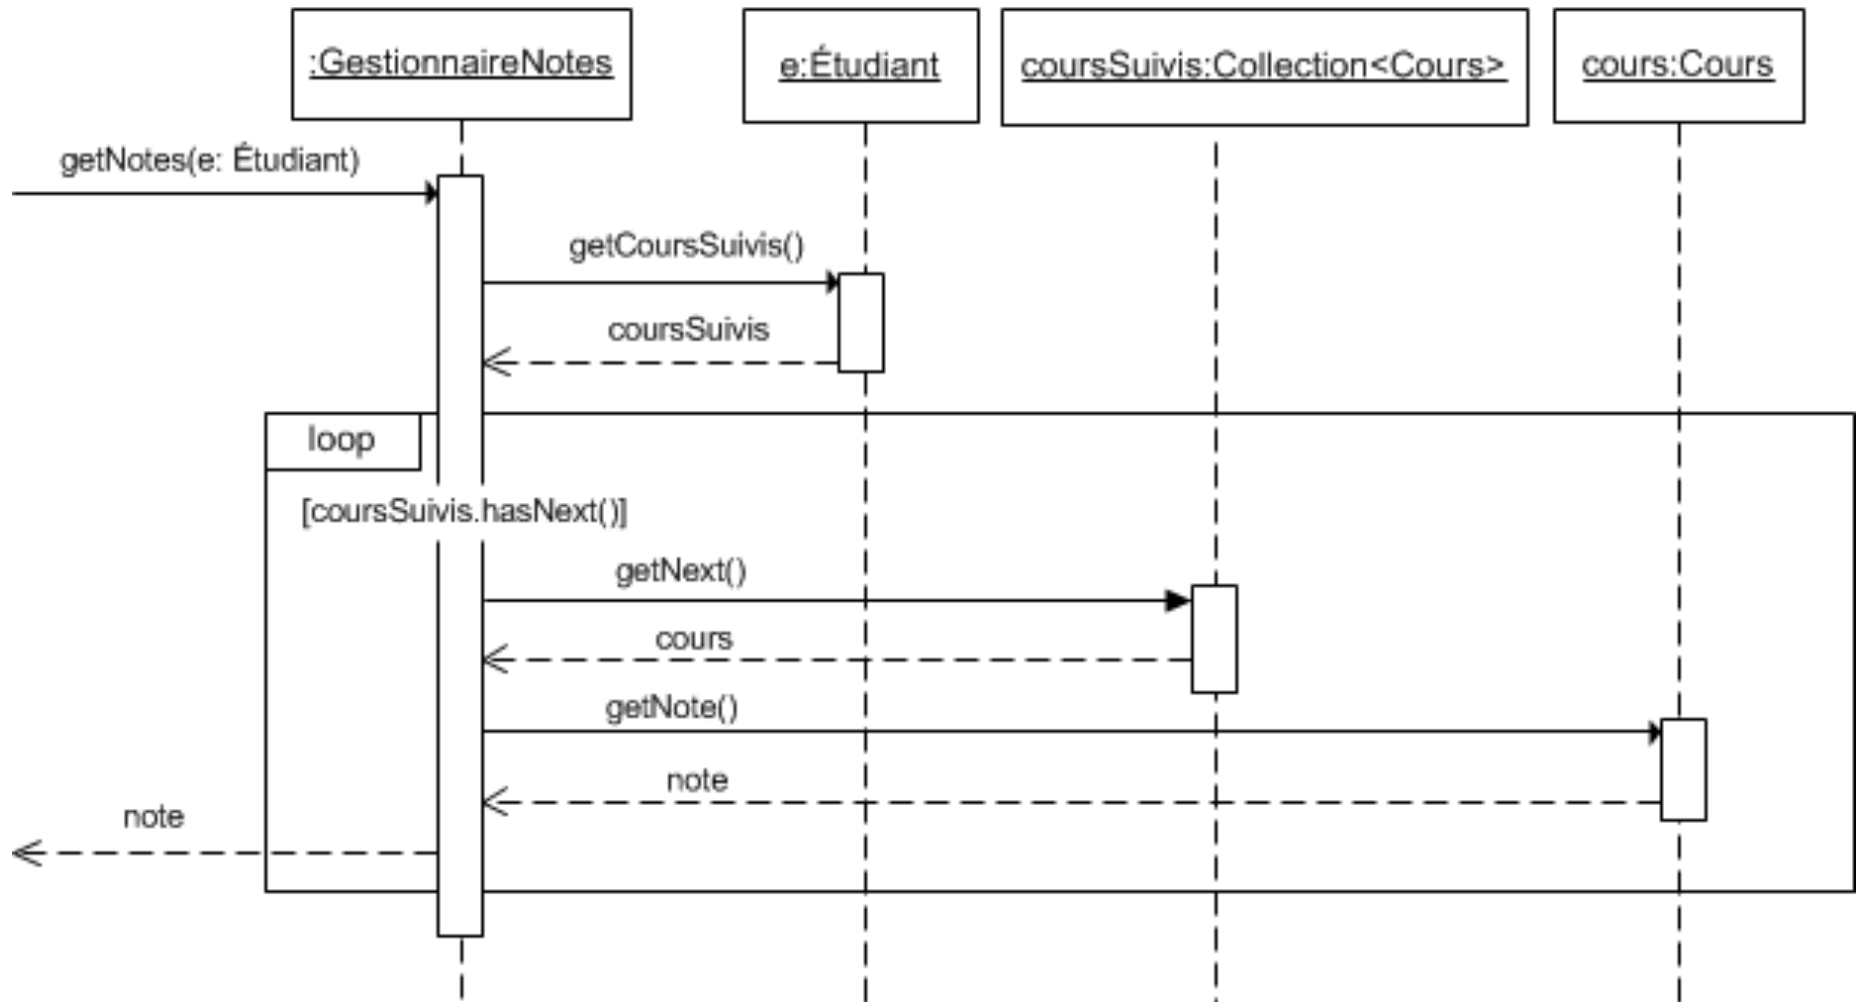 :GestionnaireNotes
e:Étudiant
coursSuivis:Collection<Cours>
cours:Cours
getNotes(e: Étudiant)
getCoursSuivis()
coursSuivis
loop
[coursSuivis.hasNext()]
getNext()
cours
getNote()
note
note